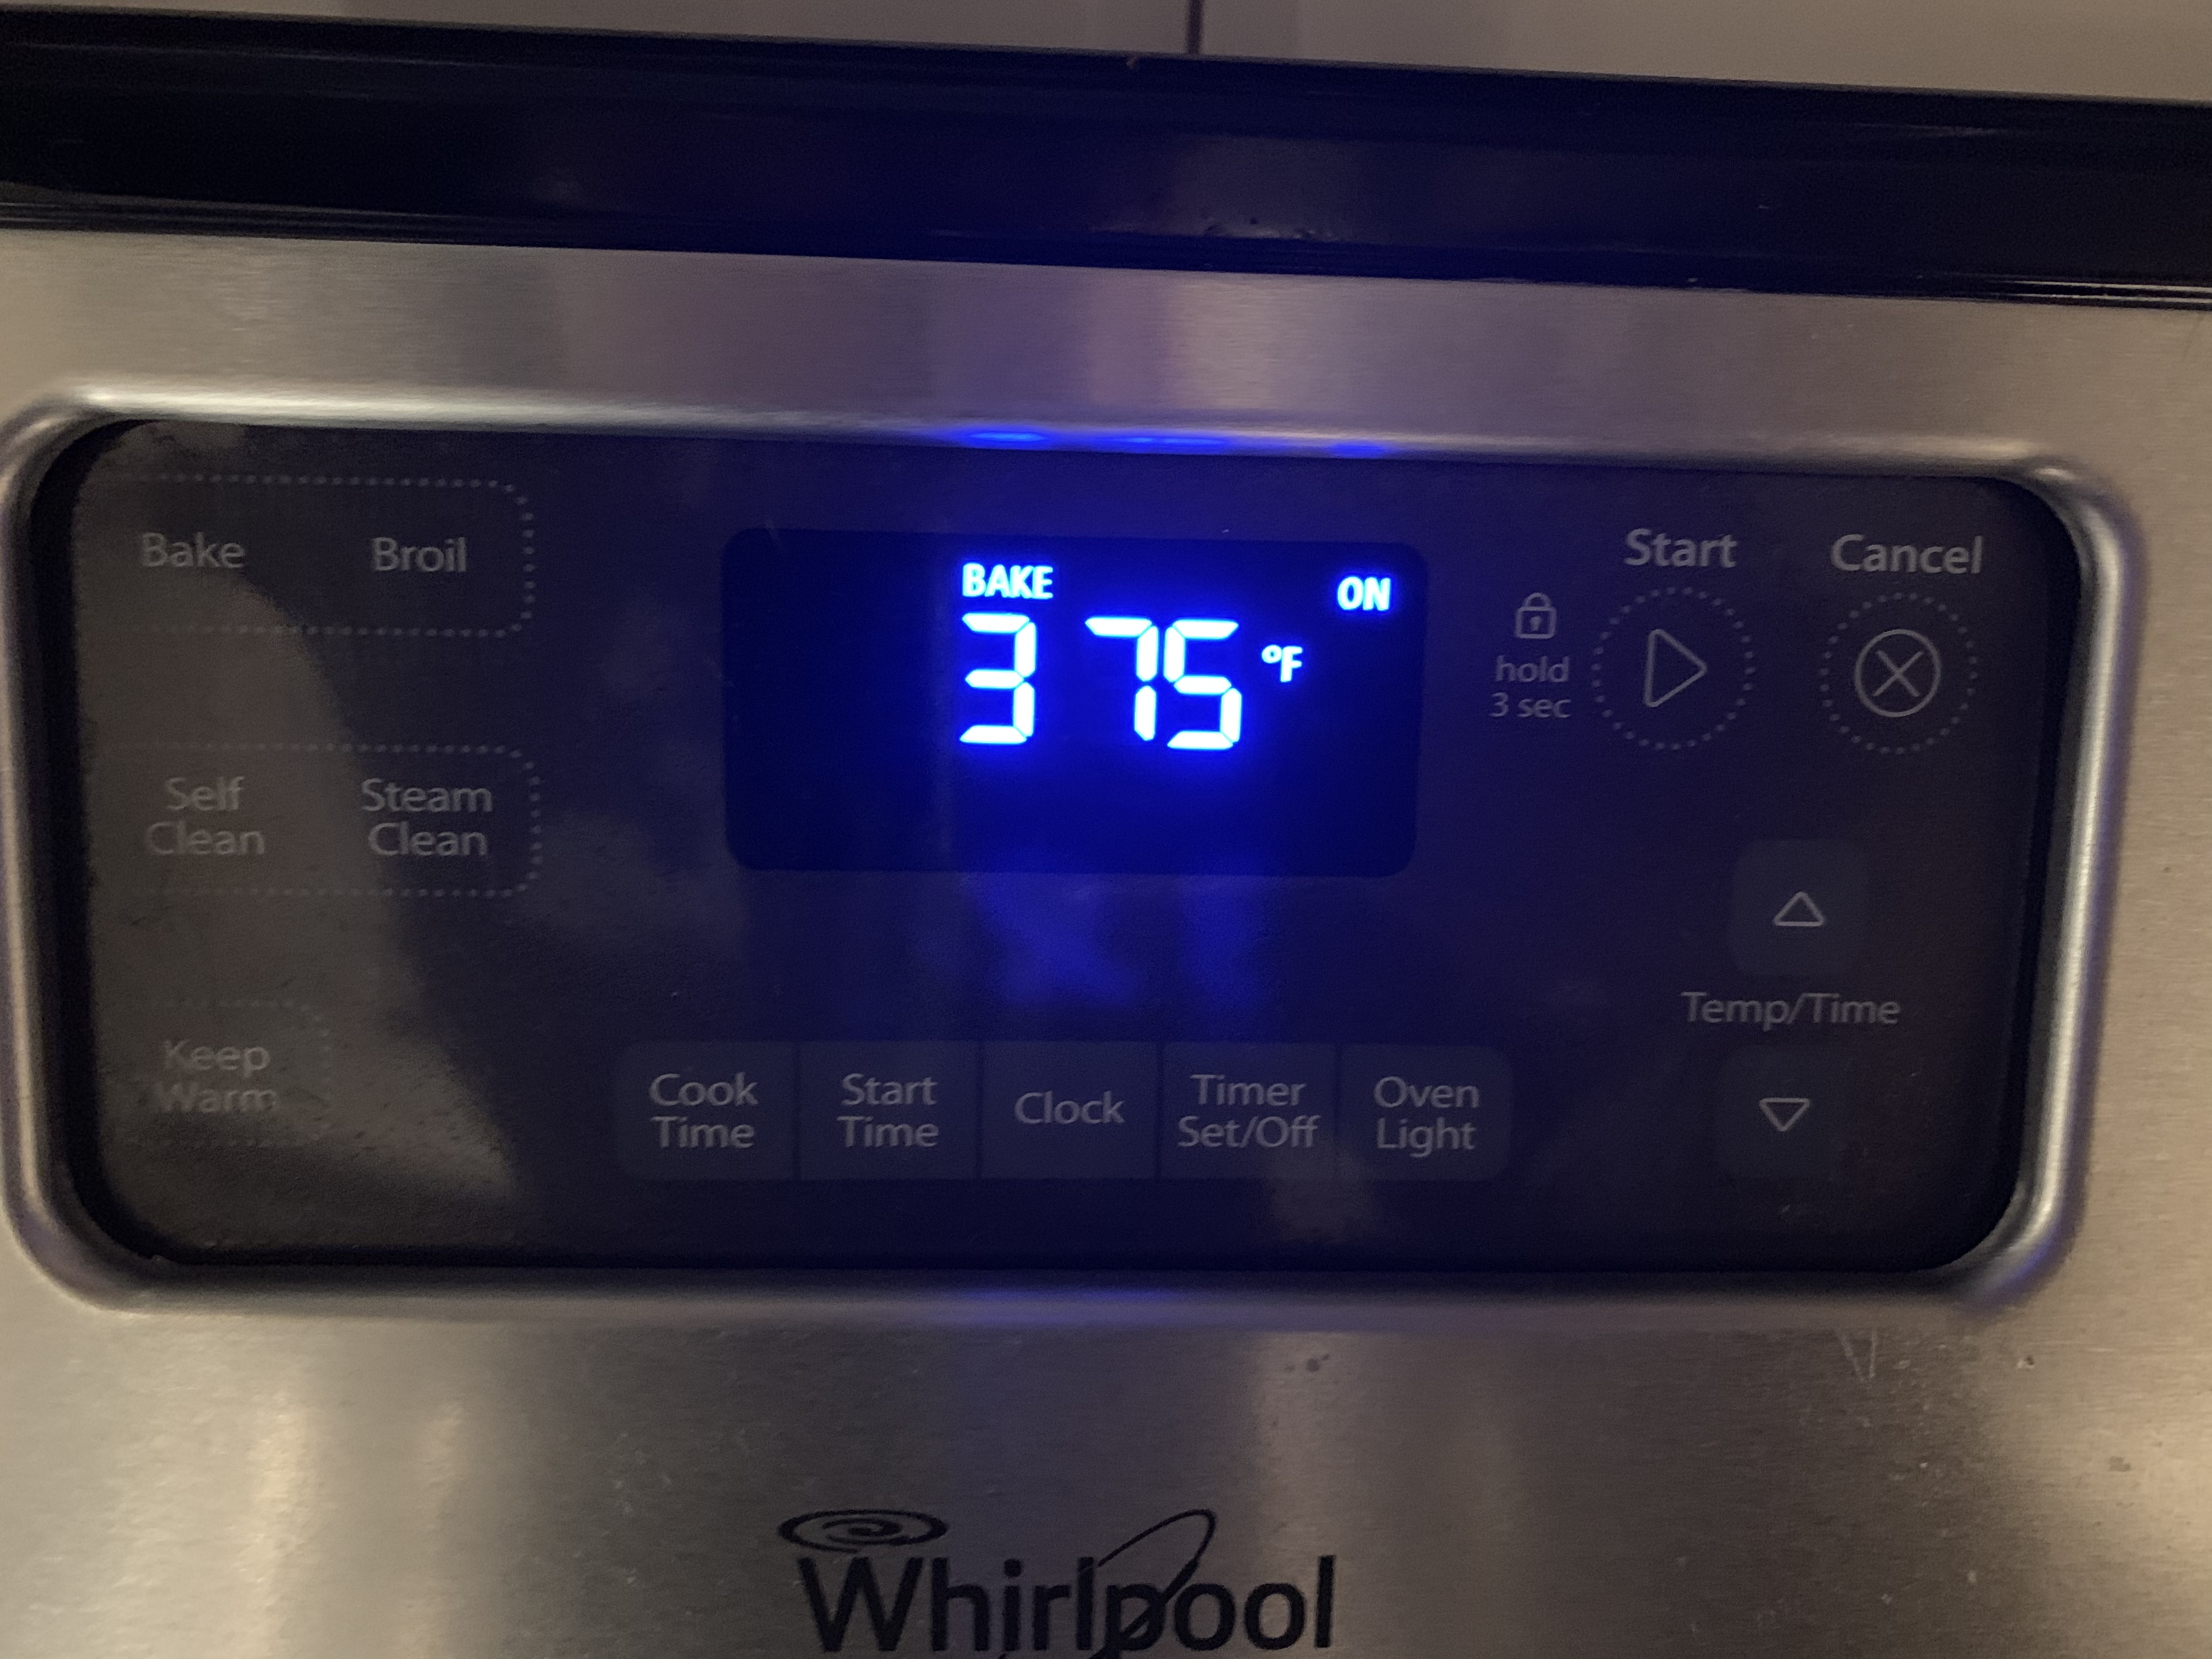 Bake Broil
BAKE ON
375 °F
Start Cancel
hold
3 sec
Self
Clean
Steam
Clean
Keep
Warm
Cook
Time
Start
Time
Clock
Timer
Set/Off
Oven
Light
Temp/Time
Whirlpool